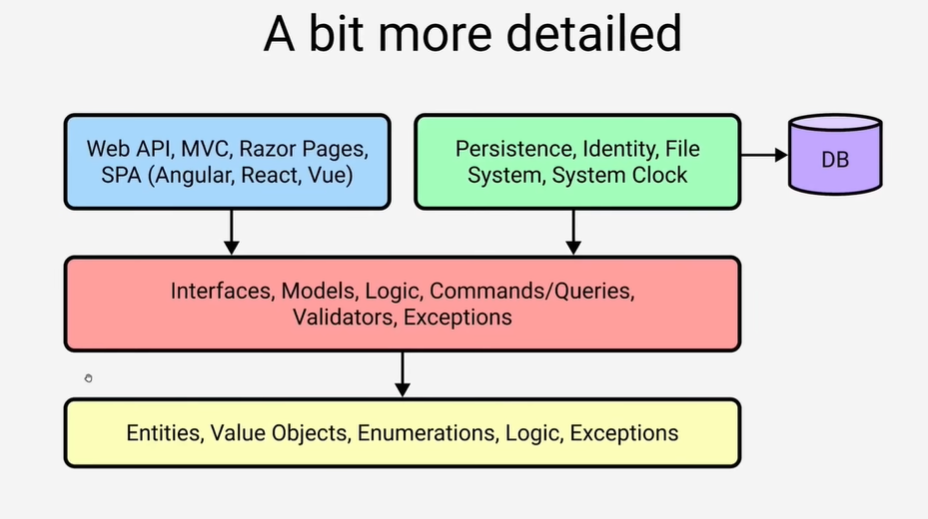 A bit more detailed
Web API, MVC, Razor Pages,
SPA (Angular, React, Vue)
Persistence, Identity, File
System, System Clock
DB
Interfaces, Models, Logic, Commands/Queries,
Validators, Exceptions
Entities, Value Objects, Enumerations, Logic, Exceptions